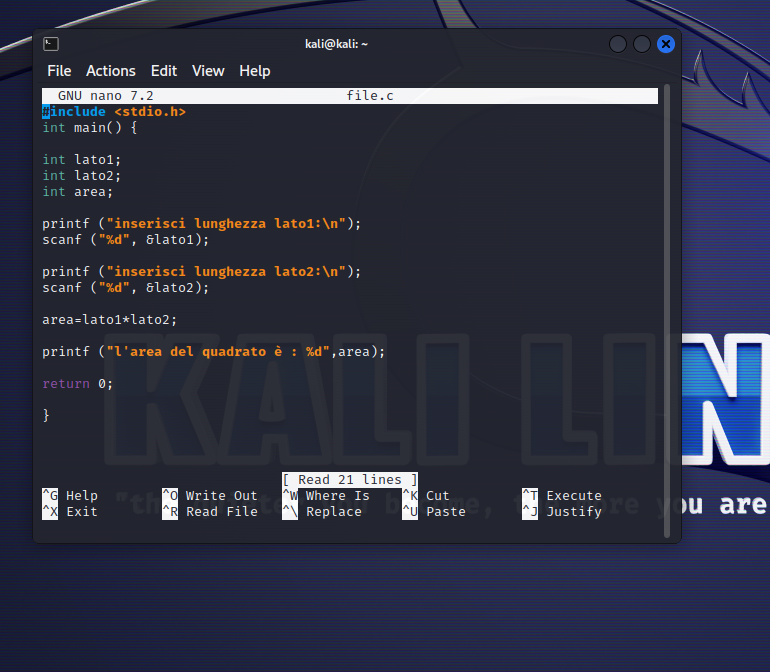 kali@kali: ~
File Actions Edit View Help
GNU nano 7.2 file.c
#include <stdio.h>
int main() {
int lato1;
int lato2;
int area;
printf ("inserisci lunghezza lato1:\n");
scanf ("%d", &lato1);
printf ("inserisci lunghezza lato2:\n");
scanf ("%d", &lato2);
area=lato1*lato2;
printf ("l'area del quadrato è : %d",area);
return 0;
}
KALI LIN
[ Read 21 lines ]
^G Help ^O Write Out ^W Where Is ^K Cut ^T Execute
^X Exit ^R Read File ^\ Replace ^U Paste ^J Justify
you are